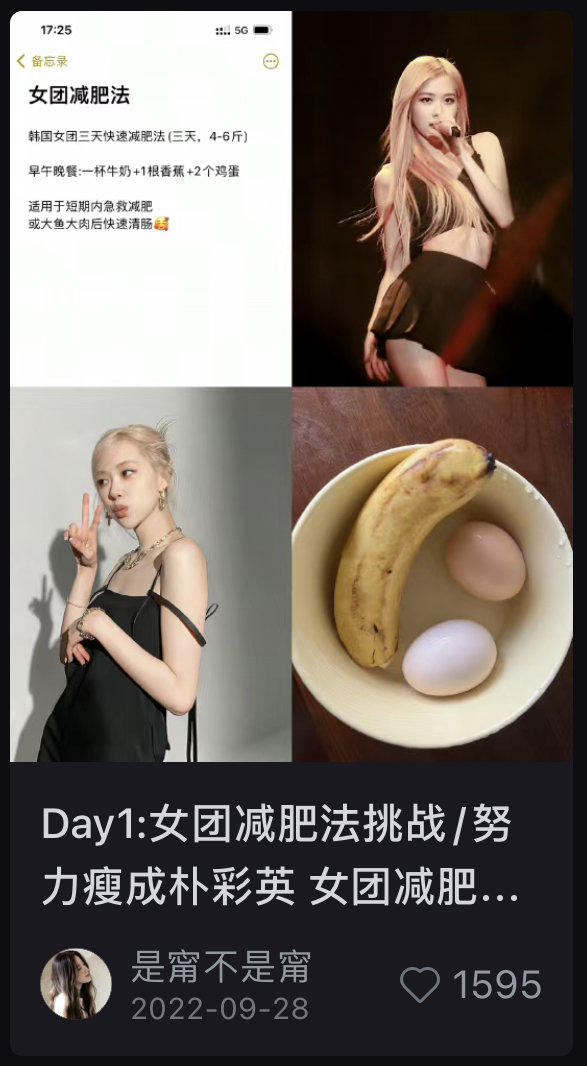 17:25
5G
备忘录
女团减肥法
韩国女团三天快速减肥法(三天，4-6斤)
早午晚餐:一杯牛奶+1根香蕉+2个鸡蛋
适用于短期内急救减肥
或大鱼大肉后快速清肠🥰
Day1:女团减肥法挑战/努
力瘦成朴彩英 女团减肥...
是甯不是甯
2022-09-28
1595